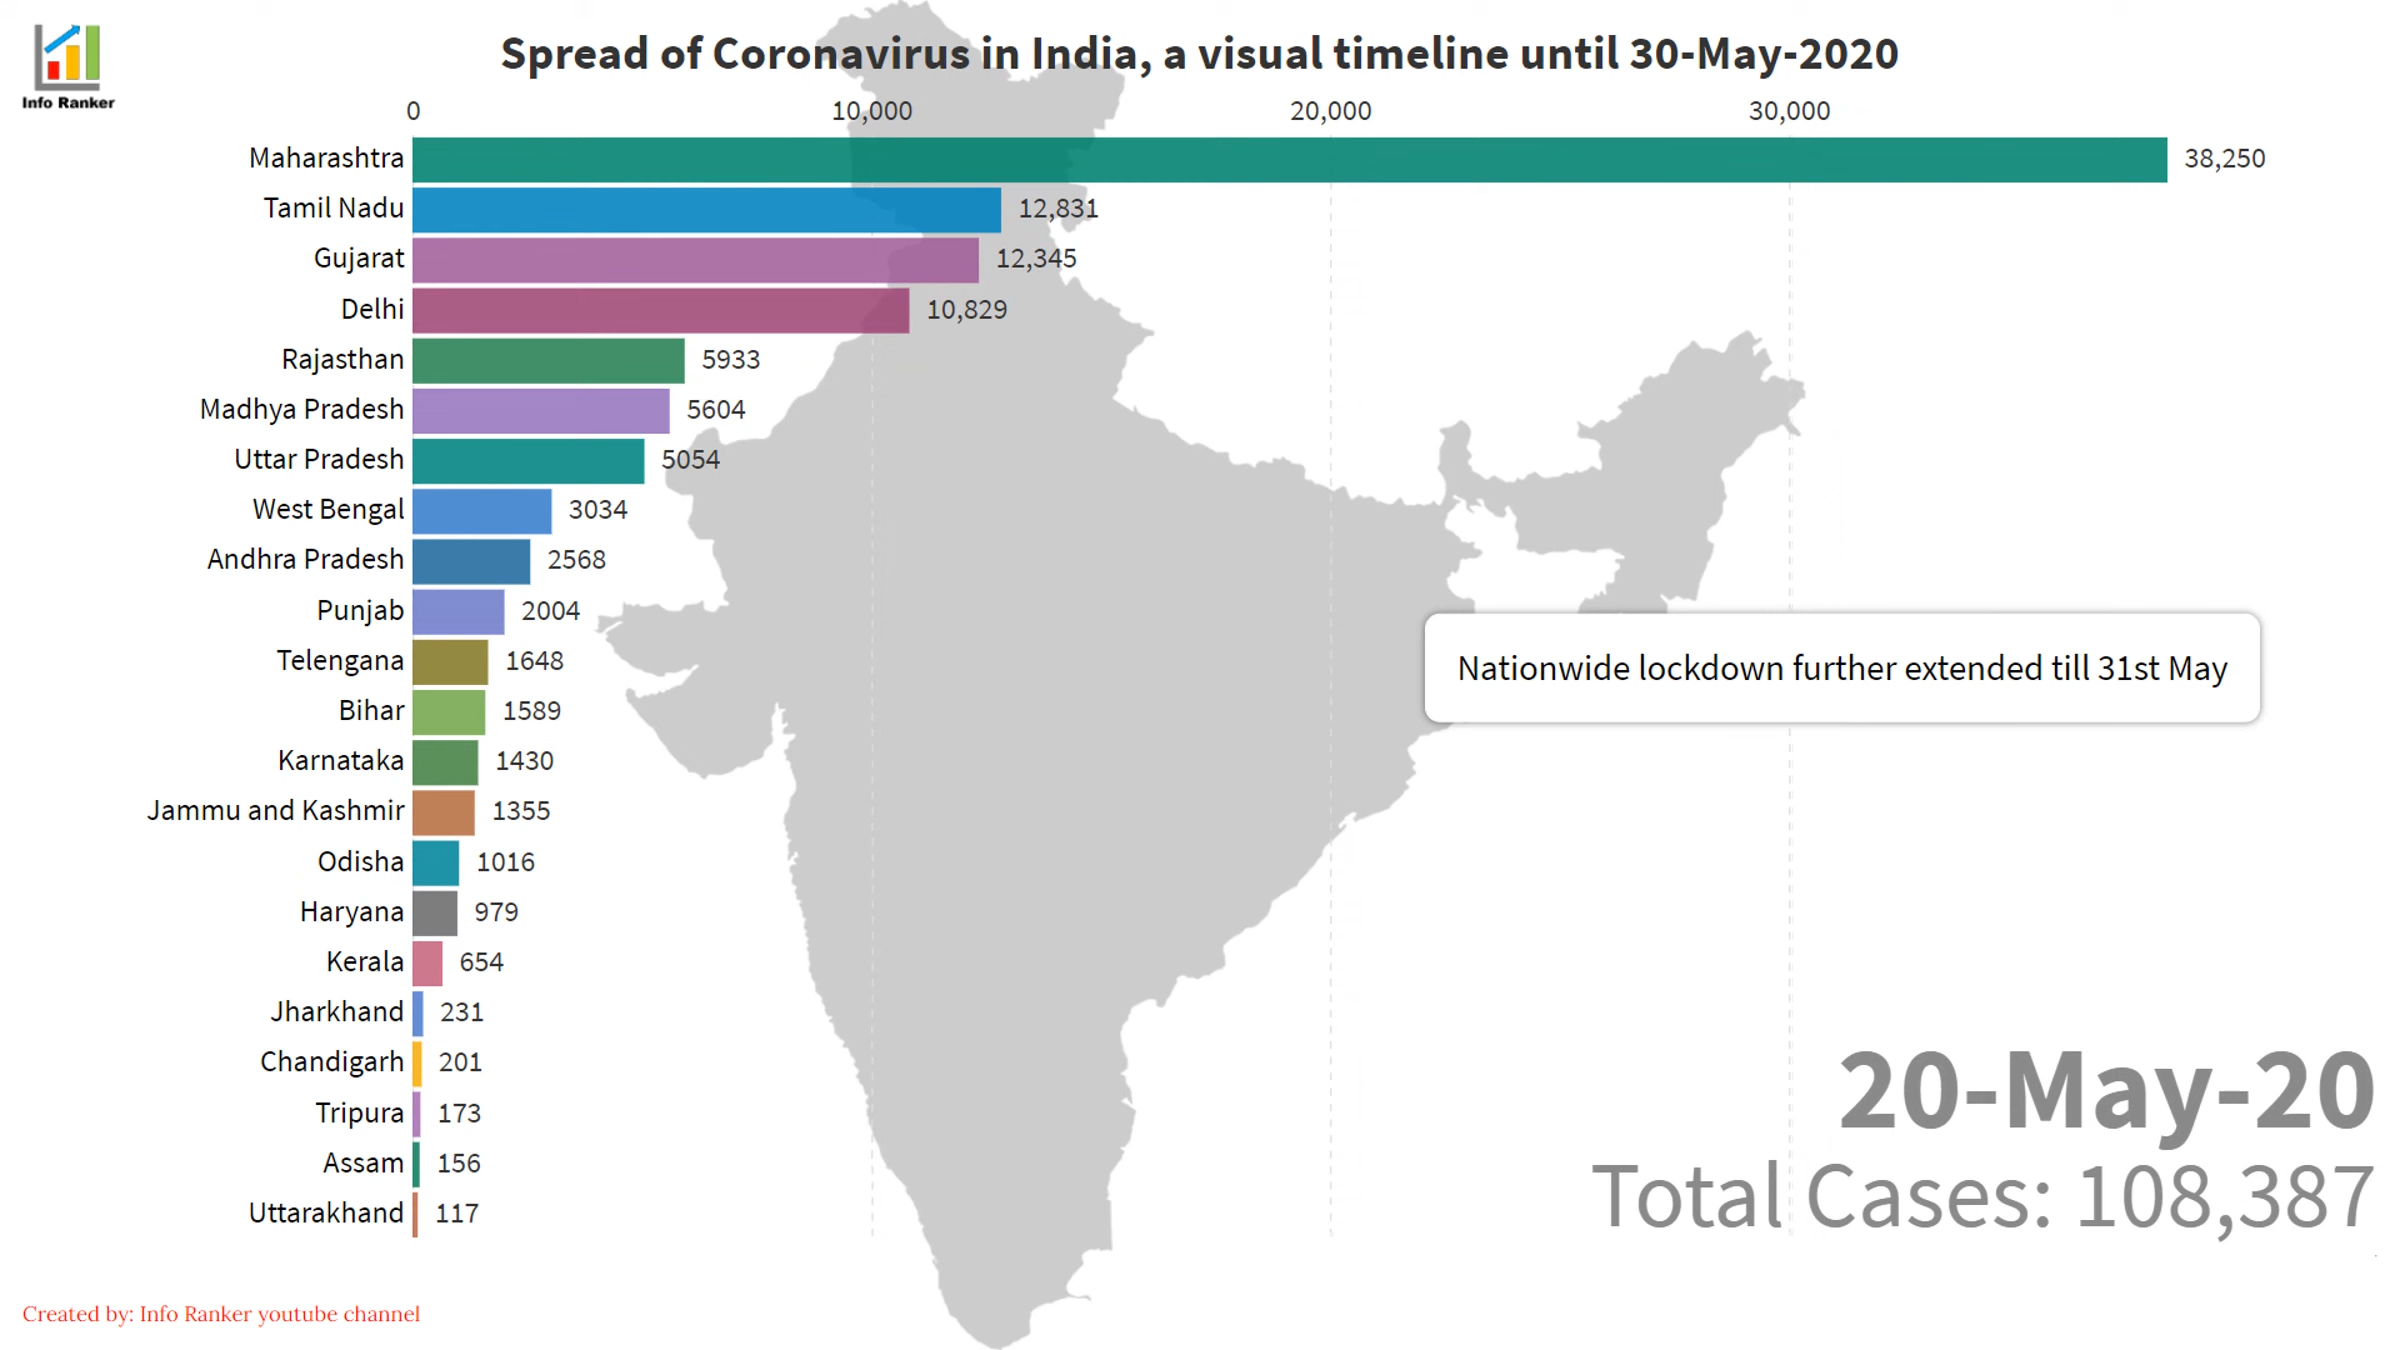 Info Ranker
Spread of Coronavirus in India, a visual timeline until 30-May-2020
0 10,000 20,000 30,000
Maharashtra 38,250
Tamil Nadu 12,831
Gujarat 12,345
Delhi 10,829
Rajasthan 5933
Madhya Pradesh 5604
Uttar Pradesh 5054
West Bengal 3034
Andhra Pradesh 2568
Punjab 2004
Telengana 1648
Bihar 1589
Karnataka 1430
Jammu and Kashmir 1355
Odisha 1016
Haryana 979
Kerala 654
Jharkhand 231
Chandigarh 201
Tripura 173
Assam 156
Uttarakhand 117
Nationwide lockdown further extended till 31st May
20-May-20
Total Cases: 108,387
Created by: Info Ranker youtube channel